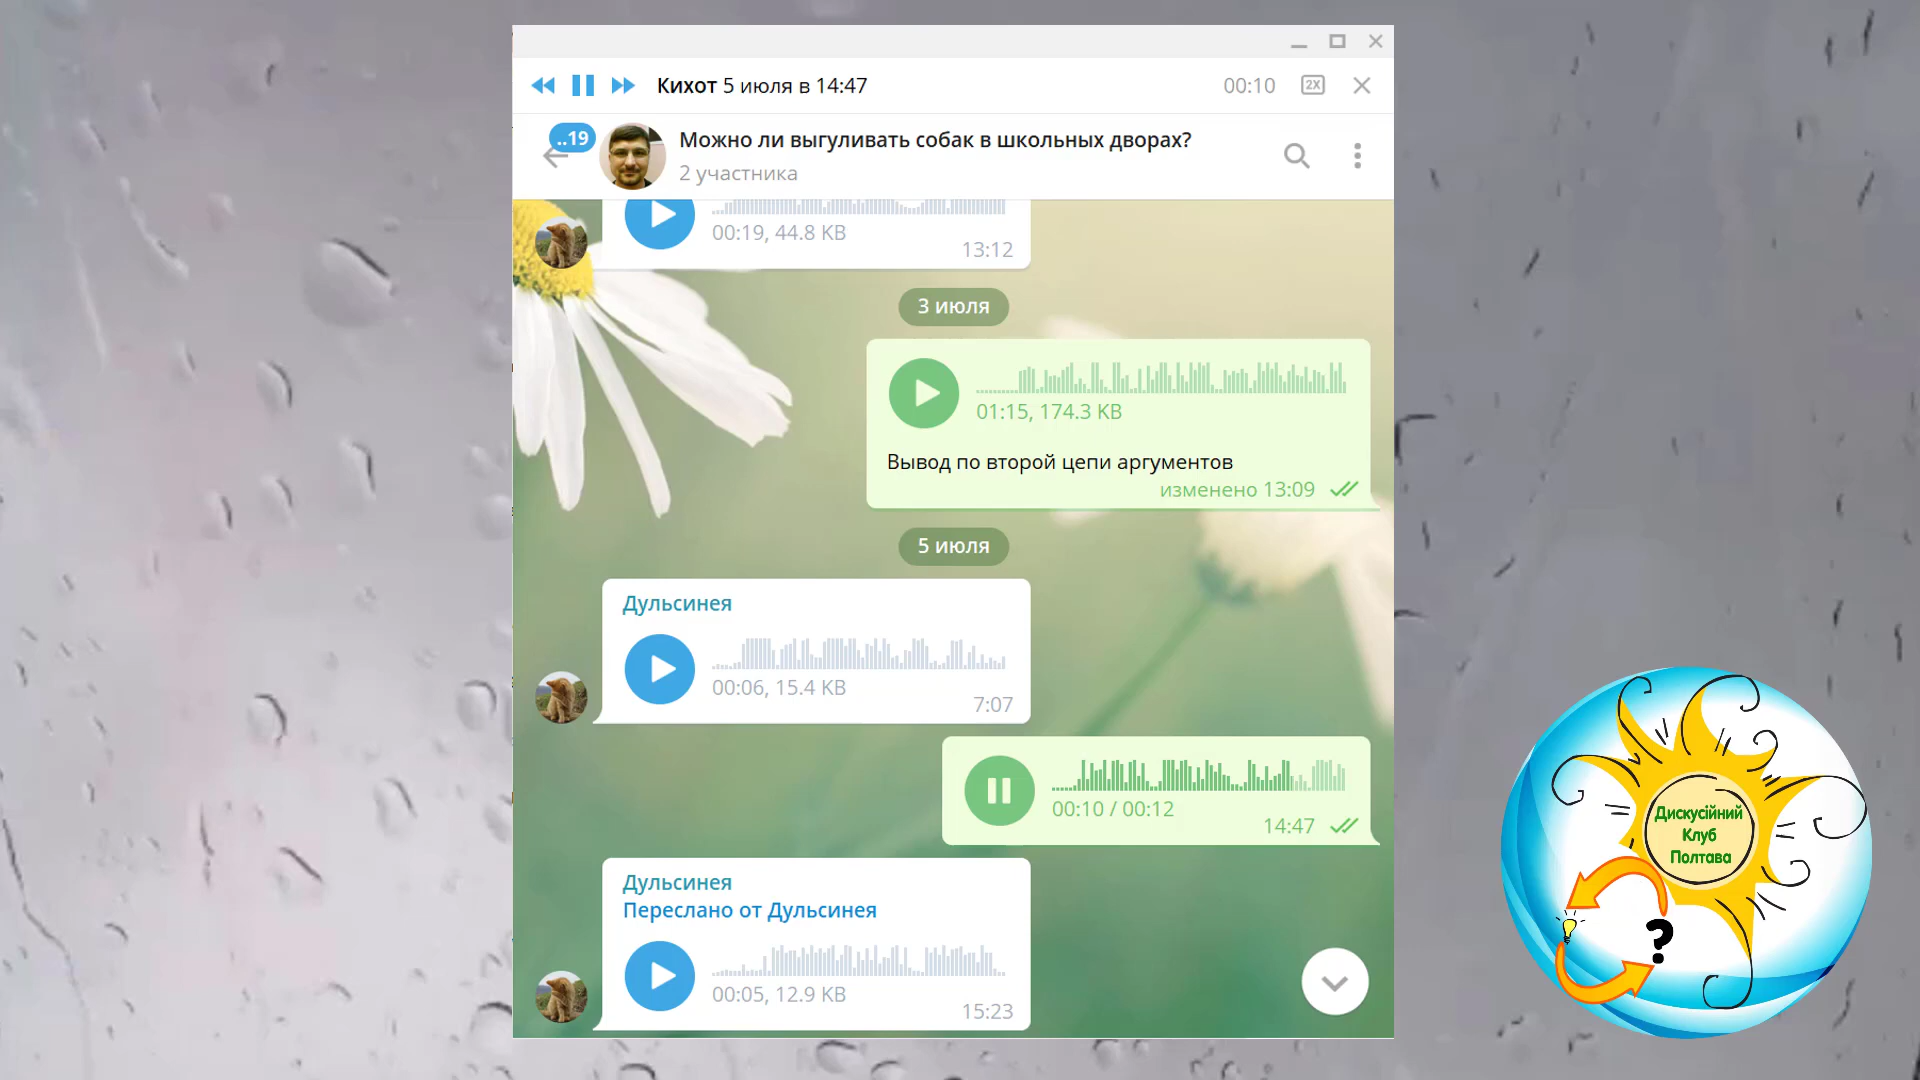 Кихот 5 июля в 14:47
00:10
2X
..19
Можно ли выгуливать собак в школьных дворах?
2 участника
00:19, 44.8 KB
13:12
3 июля
01:15, 174.3 KB
Вывод по второй цепи аргументов
изменено 13:09
5 июля
Дульсинея
00:06, 15.4 KB
7:07
00:10 / 00:12
14:47
Дульсинея
Переслано от Дульсинея
00:05, 12.9 KB
15:23
Дискусійний
Клуб
Полтава
?